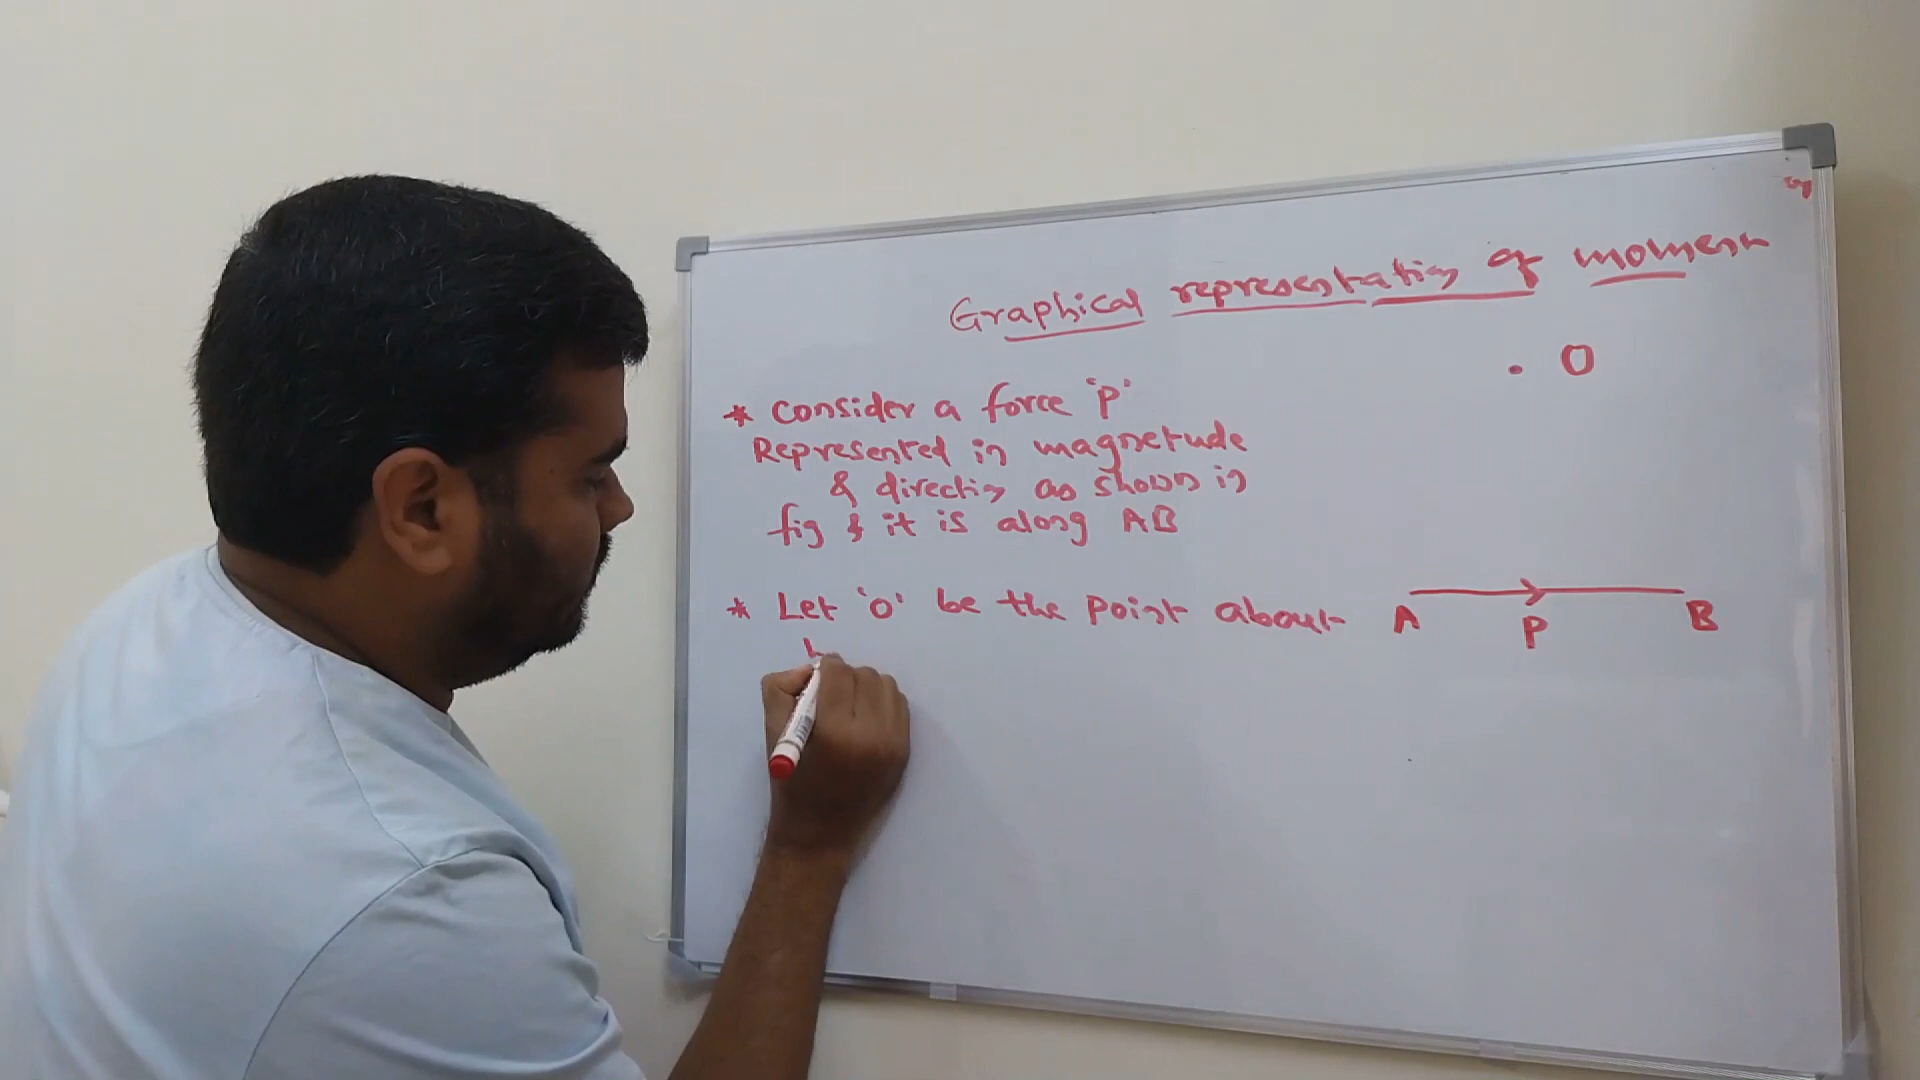 Graphical representation of moment
. O
* Consider a force 'P'
Represented in magnetude
& direction as shown in
fig & it is along AB
* Let 'O' be the point about
A P B